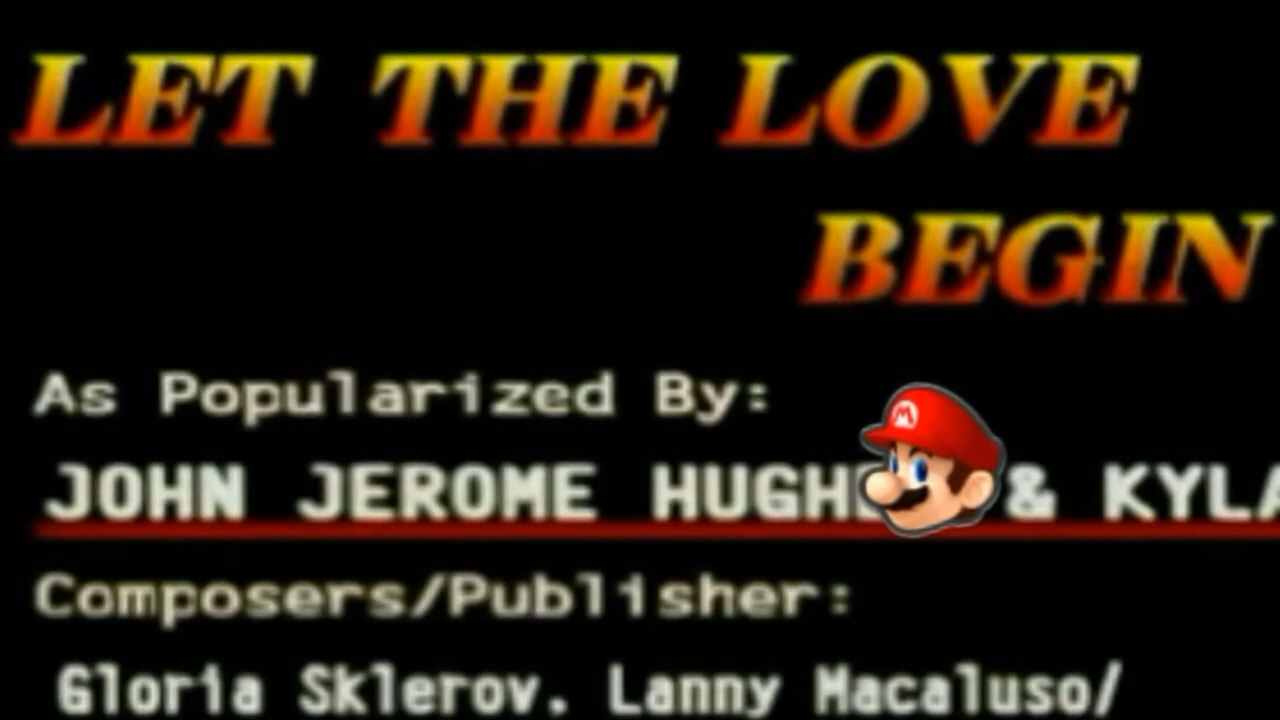 LET THE LOVE
BEGIN
As Popularized By:
JOHN JEROME & KYLA
Composers/Publisher:
Gloria Sklerov. Lanny Macaluso/